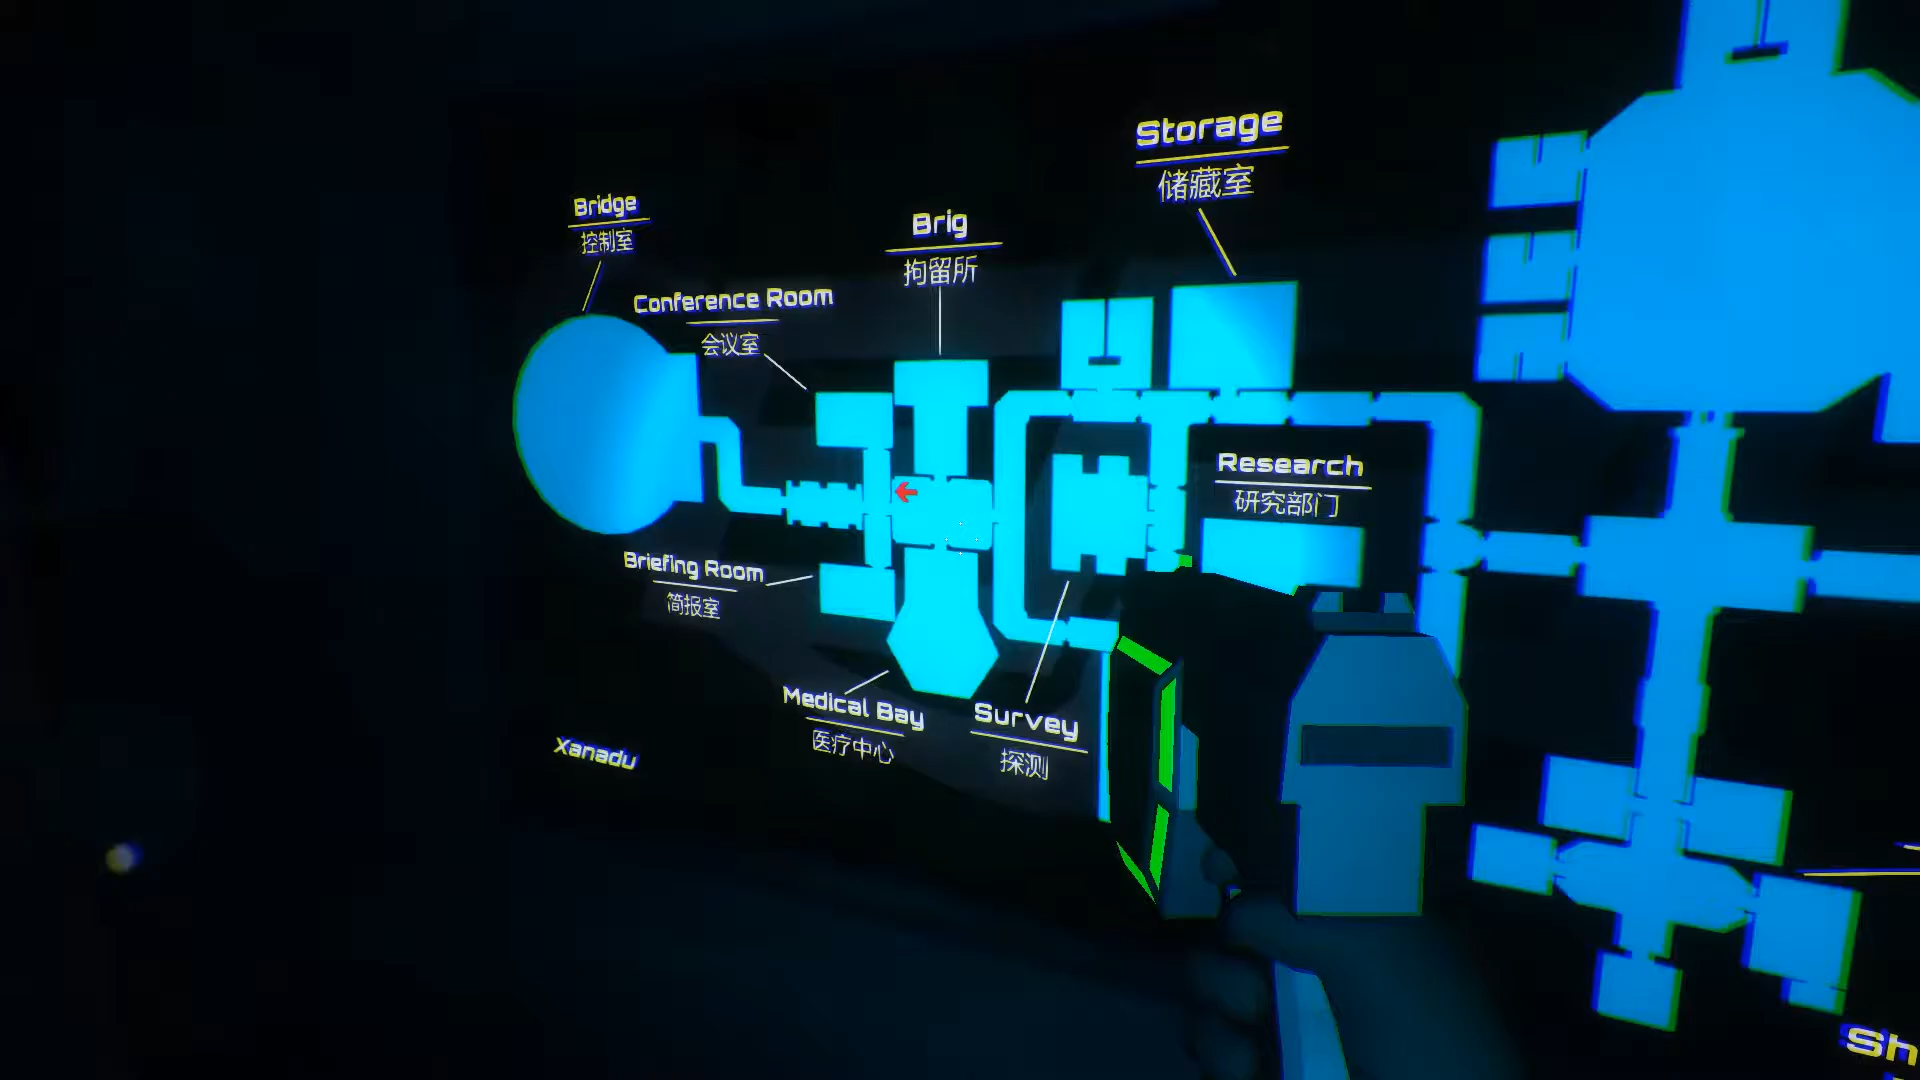 Storage
储藏室
Bridge
控制室
Brig
拘留所
Conference Room
会议室
Research
研究部门
Briefing Room
简报室
Medical Bay
医疗中心
Survey
探测
Xanadu
Sh